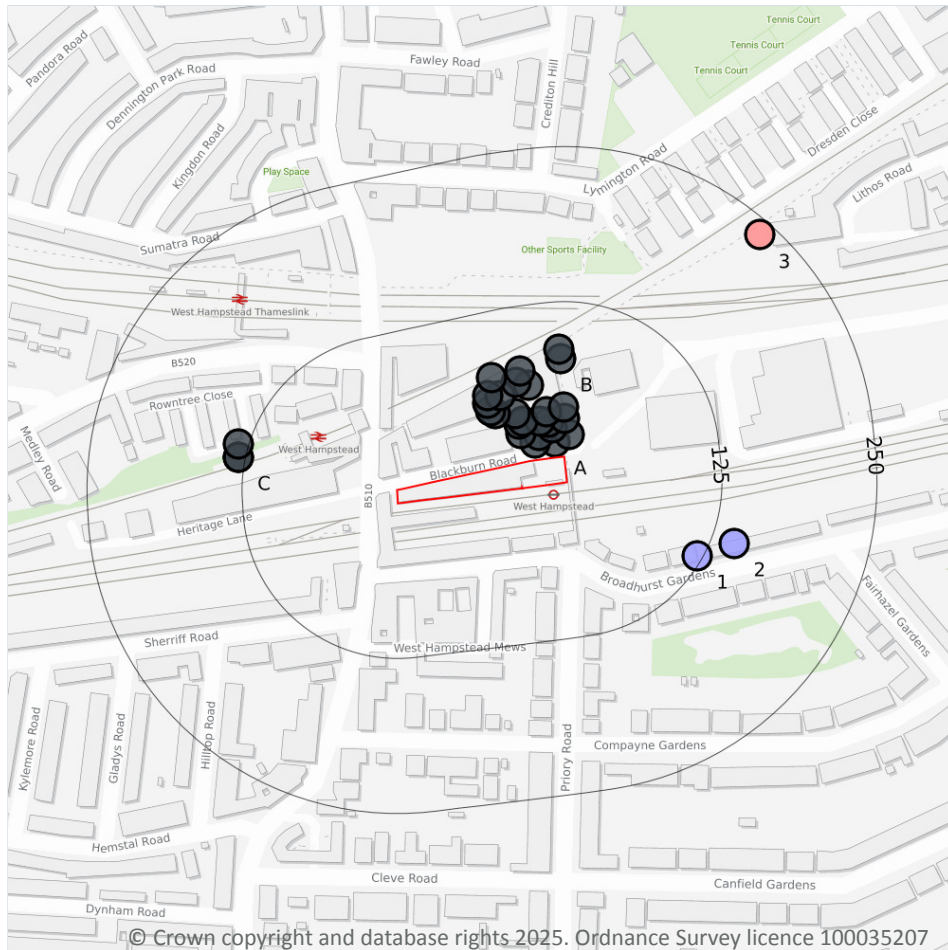 Tennis Court
Pandora Road
Tennis Court
Fawley Road
Dennington Park Road
Tennis Court
Crediton Hill
Dresden Close
Kingdon Road
Lymington Road
Play Space
Lithos Road
Sumatra Road
Other Sports Facility
3
West Hampstead Thameslink
B520
B
Rowntree Close
Medley Road
West Hampstead
Blackburn Road
A
125
250
C
B510
West Hampstead
Heritage Lane
Broadhurst Gardens
1
2
Fairhazel Gardens
Sherriff Road
West Hampstead Mews
Kylemore Road
Gladys Road
Hilltop Road
Priory Road
Compayne Gardens
Hemstal Road
Cleve Road
Canfield Gardens
Dynham Road
© Crown copyright and database rights 2025. Ordnance Survey licence 100035207